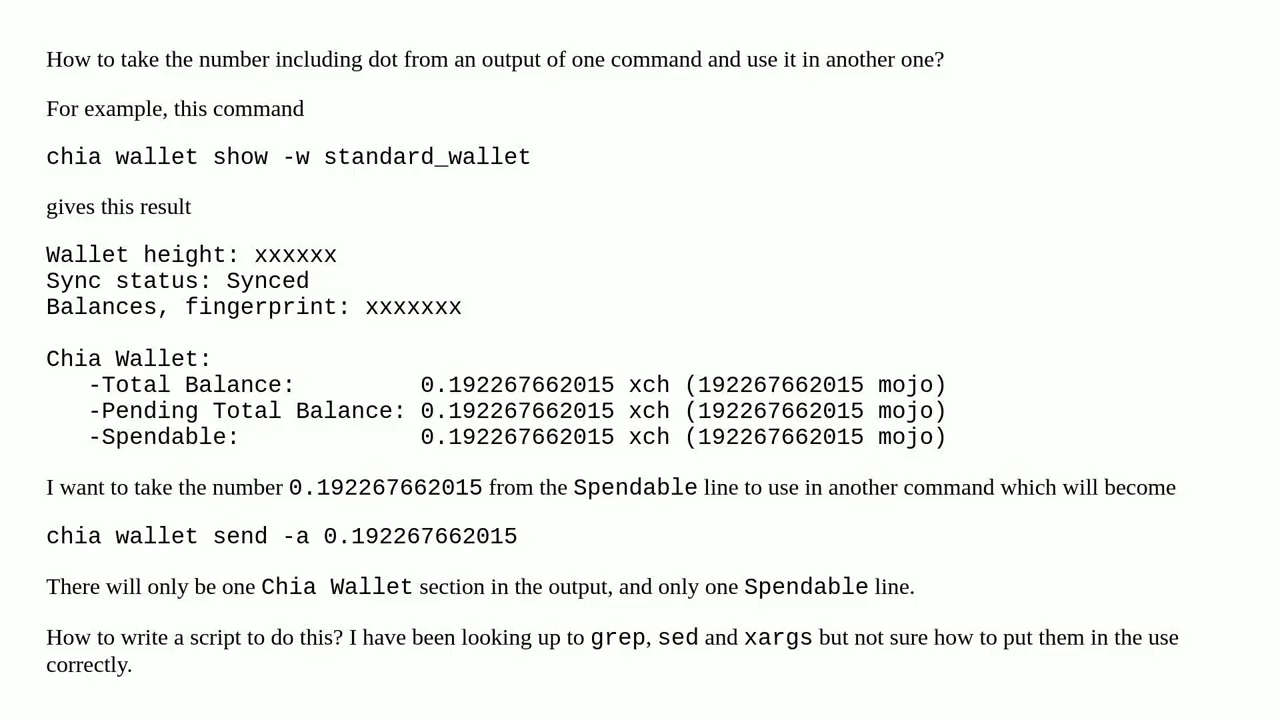 How to take the number including dot from an output of one command and use it in another one?
For example, this command
chia wallet show -w standard_wallet
gives this result
Wallet height: xxxxxx
Sync status: Synced
Balances, fingerprint: xxxxxxx
Chia Wallet:
   -Total Balance:         0.192267662015 xch (192267662015 mojo)
   -Pending Total Balance: 0.192267662015 xch (192267662015 mojo)
   -Spendable:             0.192267662015 xch (192267662015 mojo)
I want to take the number 0.192267662015 from the Spendable line to use in another command which will become
chia wallet send -a 0.192267662015
There will only be one Chia Wallet section in the output, and only one Spendable line.
How to write a script to do this? I have been looking up to grep, sed and xargs but not sure how to put them in the use
correctly.